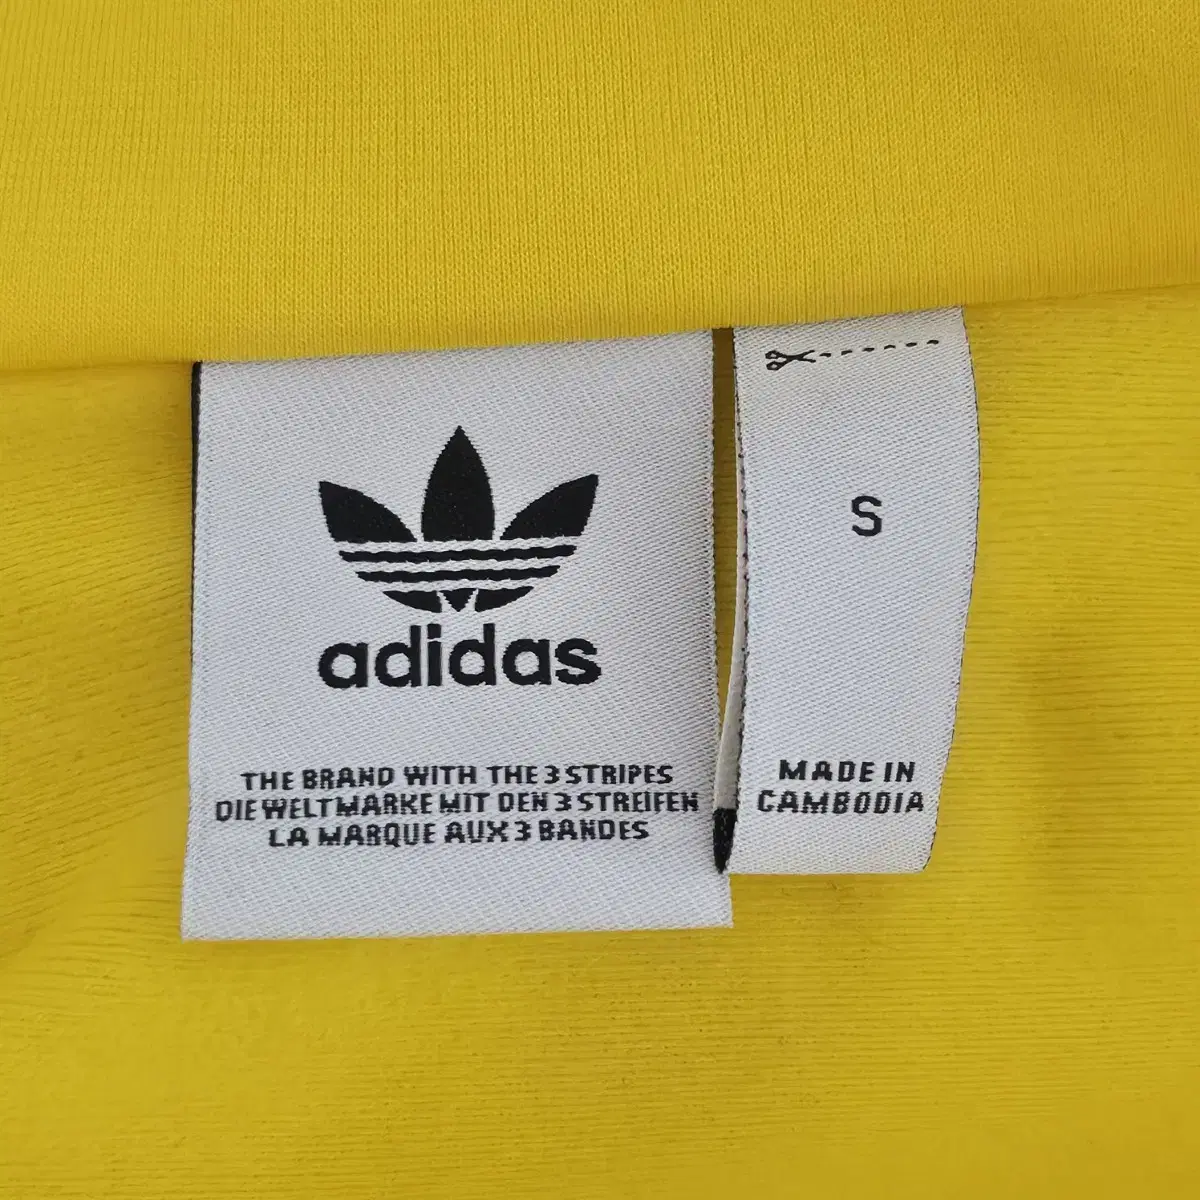 adidas
THE BRAND WITH THE 3 STRIPES
DIE WELTMARKE MIT DEN 3 STREIFEN
LA MARQUE AUX 3 BANDES
S
MADE IN
CAMBODIA